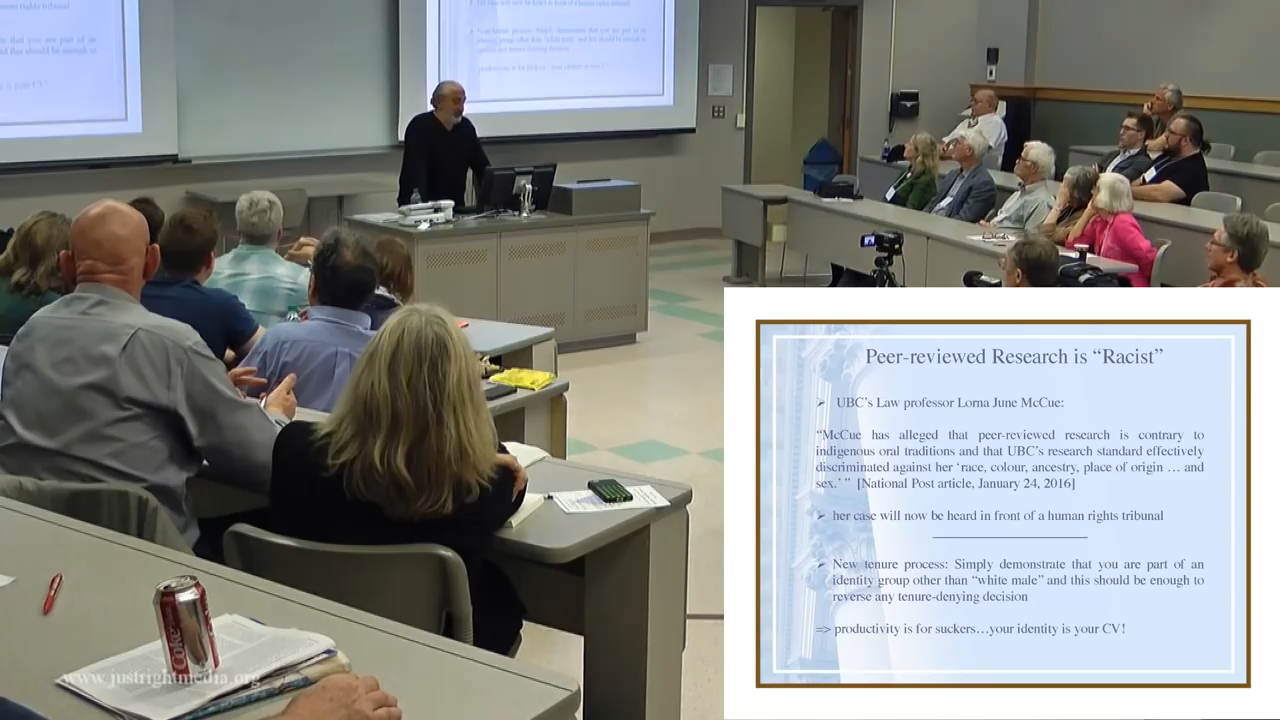 Peer-reviewed Research is “Racist”
➢ UBC’s Law professor Lorna June McCue:
“McCue has alleged that peer-reviewed research is contrary to
indigenous oral traditions and that UBC’s research standard effectively
discriminated against her ‘race, colour, ancestry, place of origin … and
sex.’ ” [National Post article, January 24, 2016]
➢ her case will now be heard in front of a human rights tribunal
➢ New tenure process: Simply demonstrate that you are part of an
identity group other than “white male” and this should be enough to
reverse any tenure-denying decision
=> productivity is for suckers…your identity is your CV!
Coke
www.justrightmedia.org